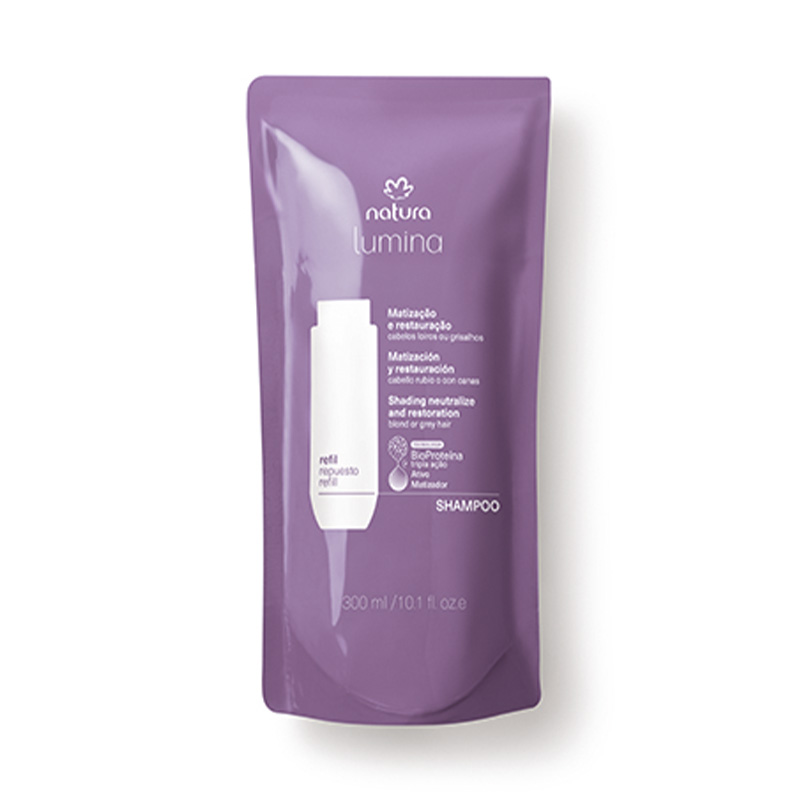 natura
lumina
Matização
e restauração
cabelos loiros ou grisalhos
Matización
y restauración
cabello rubio o con canas
Shading neutralize
and restoration
blond or grey hair
BioProteína
tripla ação
Ativo
Matizador
refil
repuesto
refill
SHAMPOO
300 ml / 10.1 fl. oz.e